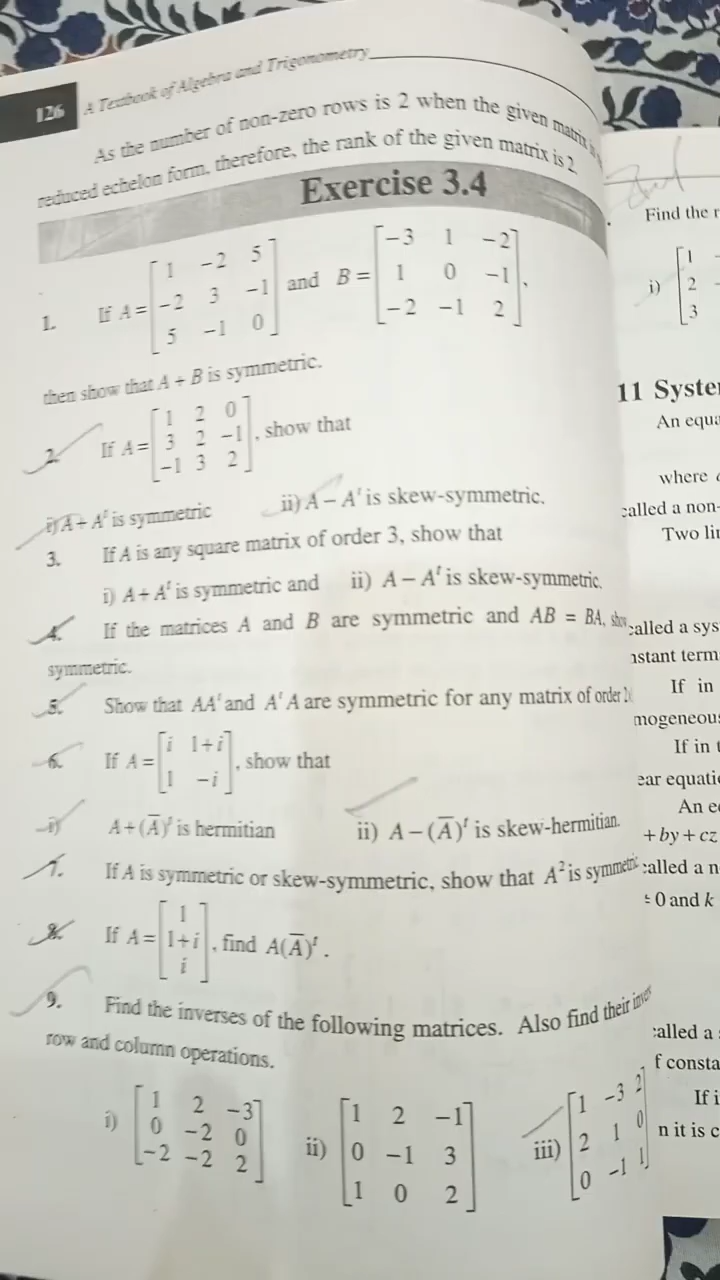 126 A Textbook of Algebra and Trigonometry
As the number of non-zero rows is 2 when the given matrix is
reduced echelon form, therefore, the rank of the given matrix is 2
Exercise 3.4
1. If A = [1 -2 5; -2 3 -1; 5 -1 0] and B = [-3 1 -2; 1 0 -1; -2 -1 2],
then show that A + B is symmetric.
2. If A = [1 2 0; 3 2 -1; -1 3 2], show that
i) A + Aᵗ is symmetric ii) A – Aᵗ is skew-symmetric.
3. If A is any square matrix of order 3, show that
i) A + Aᵗ is symmetric and ii) A – Aᵗ is skew-symmetric.
4. If the matrices A and B are symmetric and AB = BA,
symmetric.
5. Show that AAᵗ and AᵗA are symmetric for any matrix of order
6. If A = [i 1+i; 1 -i], show that
i) A + (A̅)ᵗ is hermitian ii) A – (A̅)ᵗ is skew-hermitian.
7. If A is symmetric or skew-symmetric, show that A² is symmetric
8. If A = [1; 1+i; i], find A(A̅)ᵗ.
9. Find the inverses of the following matrices. Also find their
row and column operations.
i) [1 2 -3; 0 -2 0; -2 -2 2] ii) [1 2 -1; 0 -1 3; 1 0 2] iii) [1 -3 2; 2 1 0; 0 -1 1]
Find the
i) [1; 2; 3
11 System
An equa
where
called a non-
Two lin
called a sys
nstant term
If in
mogeneous
If in
ear equatio
An e
+ by + cz
called a n
≠ 0 and k
called a
f consta
If i
n it is c